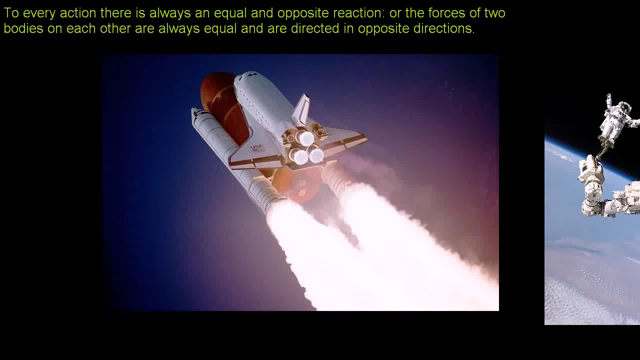 To every action there is always an equal and opposite reaction: or the forces of two
bodies on each other are always equal and are directed in opposite directions.